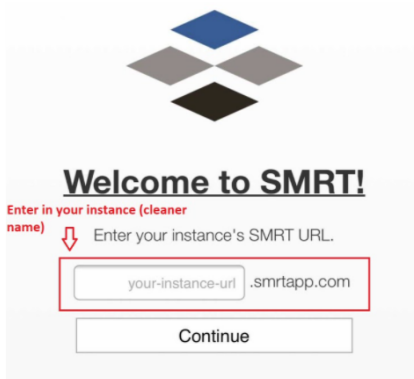 Welcome to SMRT!
Enter in your instance (cleaner
name)
Enter your instance's SMRT URL.
your-instance-url .smrtapp.com
Continue